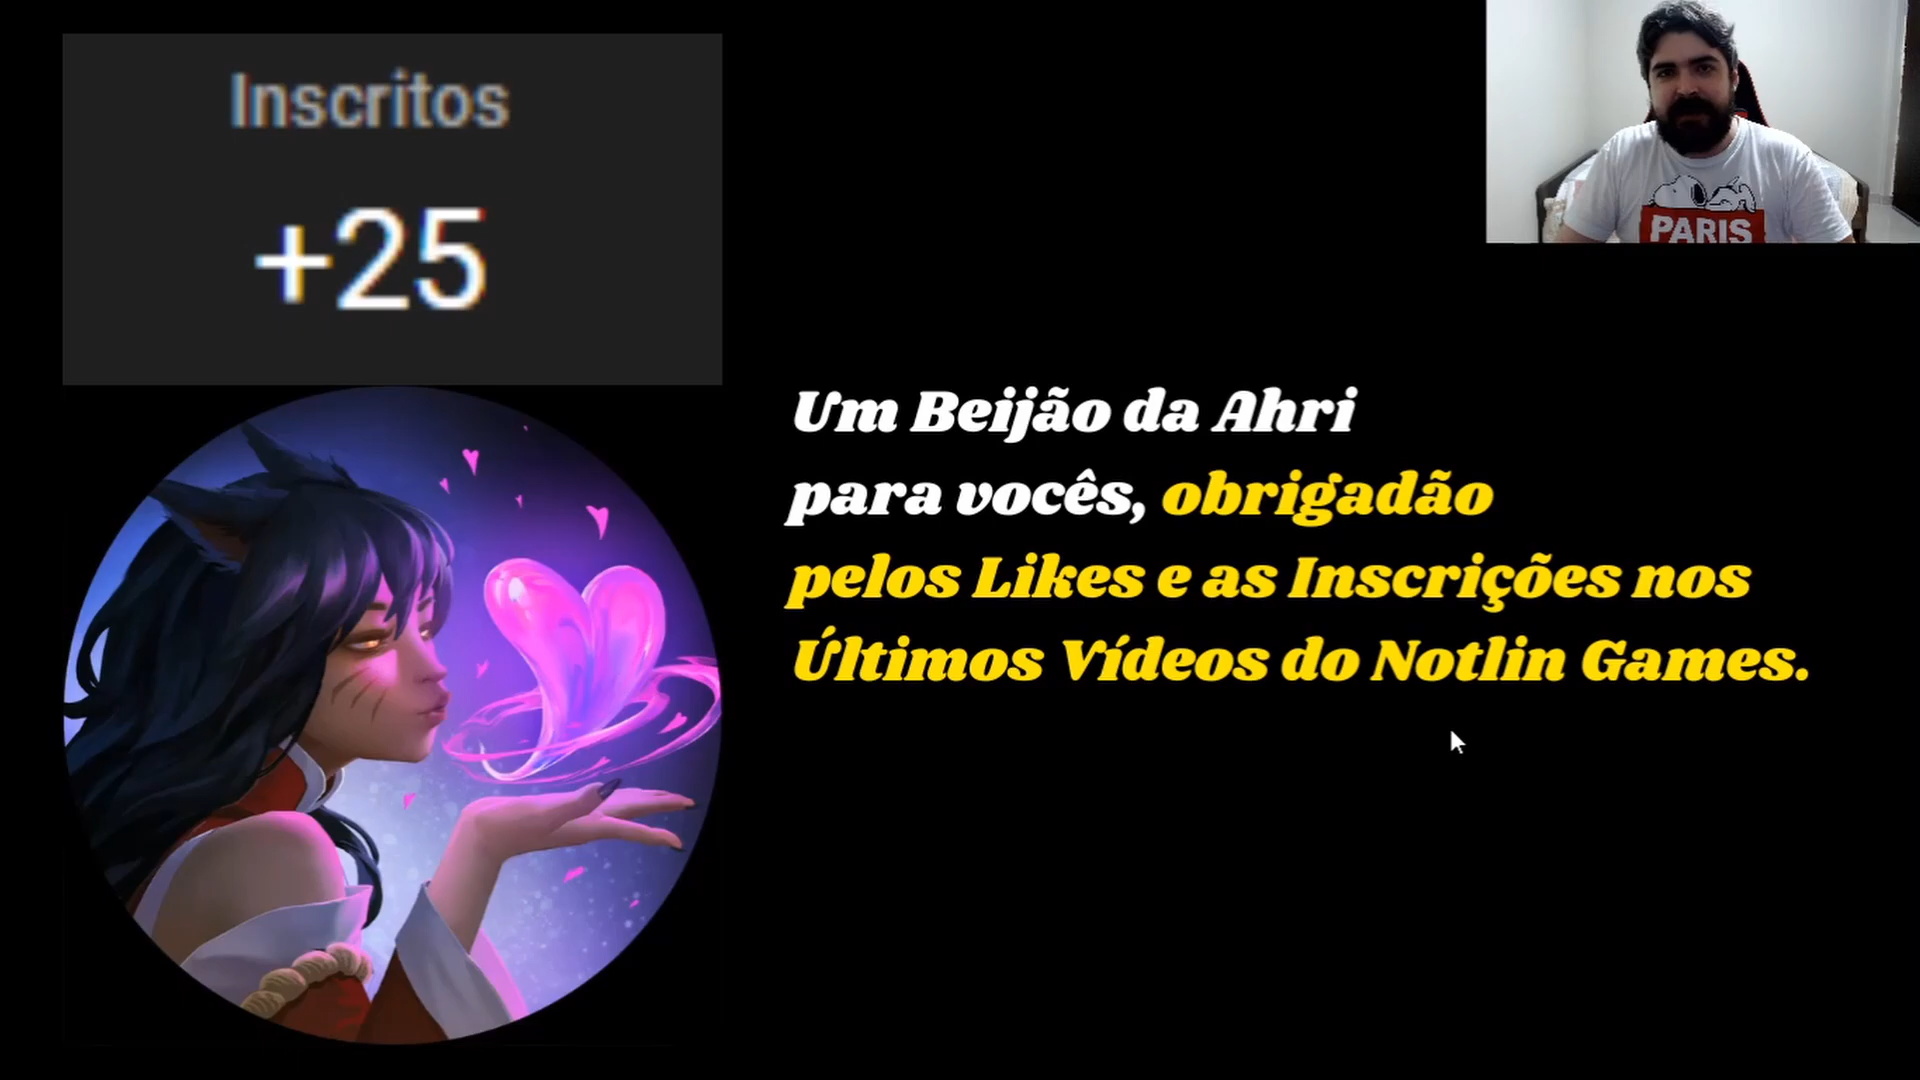 Inscritos
+25
PARIS
Um Beijão da Ahri
para vocês, obrigadão
pelos Likes e as Inscrições nos
Últimos Vídeos do Notlin Games.